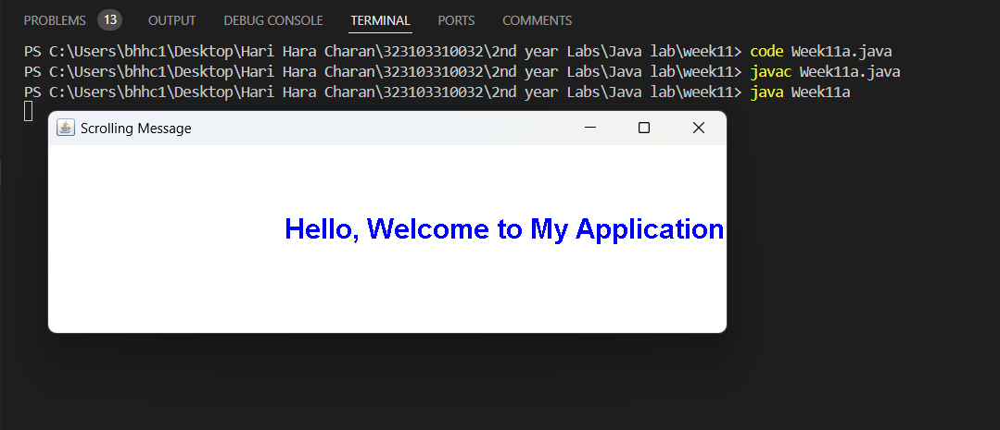 PROBLEMS 13 OUTPUT DEBUG CONSOLE TERMINAL PORTS COMMENTS
PS C:\Users\bhhc1\Desktop\Hari Hara Charan\323103310032\2nd year Labs\Java lab\week11> code Week11a.java
PS C:\Users\bhhc1\Desktop\Hari Hara Charan\323103310032\2nd year Labs\Java lab\week11> javac Week11a.java
PS C:\Users\bhhc1\Desktop\Hari Hara Charan\323103310032\2nd year Labs\Java lab\week11> java Week11a
Scrolling Message
Hello, Welcome to My Application